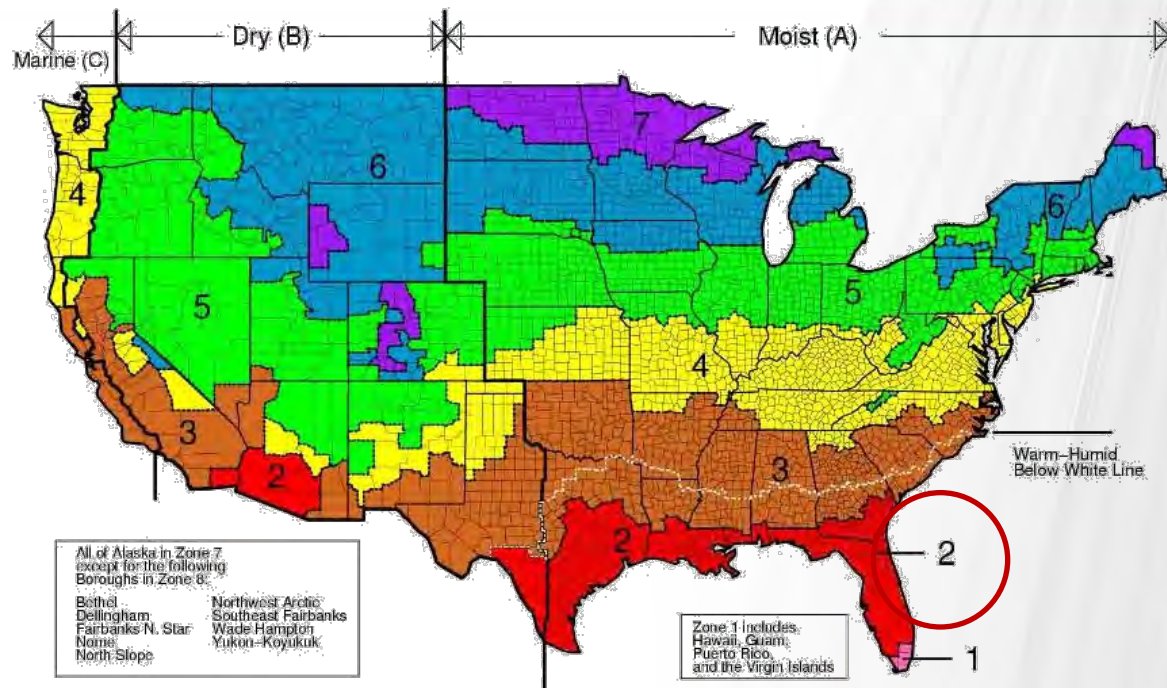 Marine (C)
Dry (B)
Moist (A)
7
6
4
6
5
5
4
3
3
Warm-Humid
Below White Line
2
2
2
All of Alaska in Zone 7
except for the following
Boroughs in Zone 8:
Bethel
Northwest Arctic
Dellingham
Southeast Fairbanks
Fairbanks N. Star
Wade Hampton
Nome
Yukon-Koyukuk
North Slope
Zone 1 includes
Hawaii, Guam,
Puerto Rico,
and the Virgin Islands
1